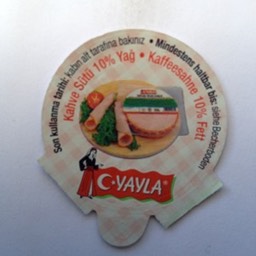 Son kullanma tarihi: kabın alt tarafına bakınız • Mindestens haltbar bis: siehe Becherboden
Kahve Sütü 10% Yağ • Kaffeesahne 10% Fett
YAYLA